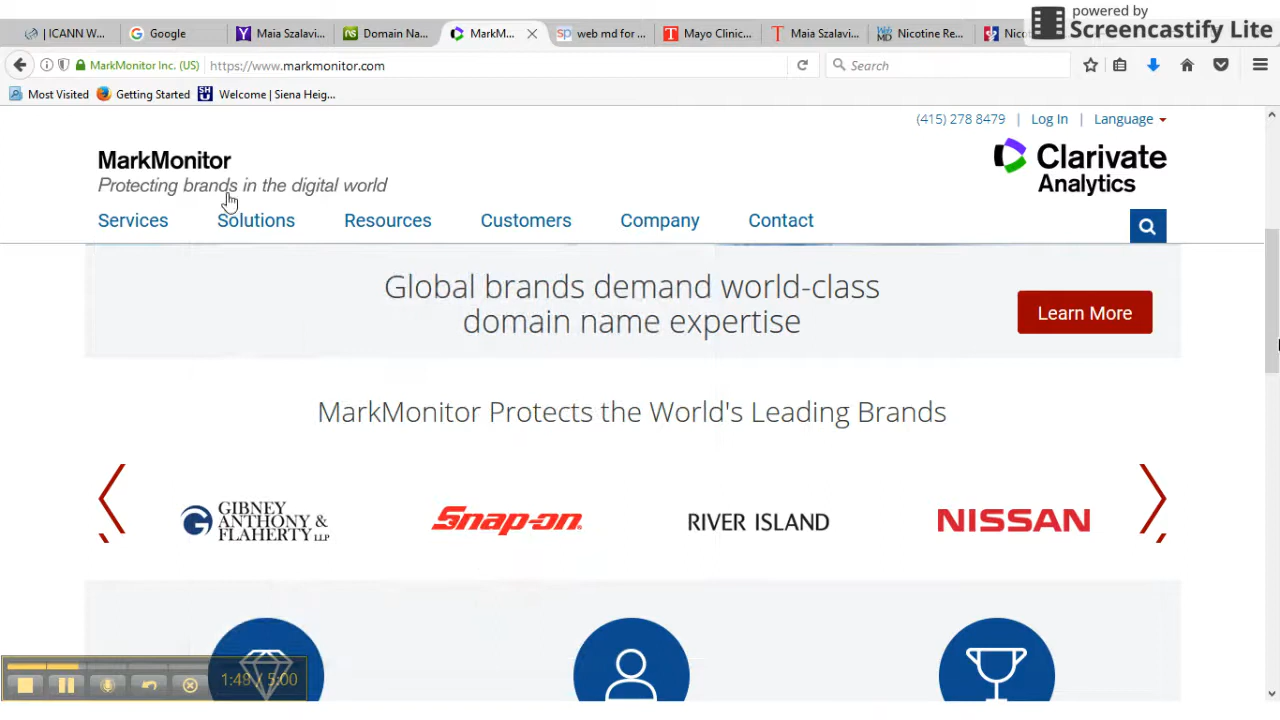 powered by
Screencastify Lite
ICANN W...
Google
Maia Szalavi...
Domain Na...
MarkM...
web md for ...
Mayo Clinic...
Maia Szalavi...
Nicotine Re...
Nico
MarkMonitor Inc. (US)
https://www.markmonitor.com
Search
Most Visited
Getting Started
Welcome | Siena Heig...
(415) 278 8479 | Log In | Language
MarkMonitor
Protecting brands in the digital world
Clarivate
Analytics
Services Solutions Resources Customers Company Contact
Global brands demand world-class
domain name expertise
Learn More
MarkMonitor Protects the World's Leading Brands
GIBNEY
ANTHONY &
FLAHERTY LLP
Snap-on
RIVER ISLAND
NISSAN
1:49 / 5:00